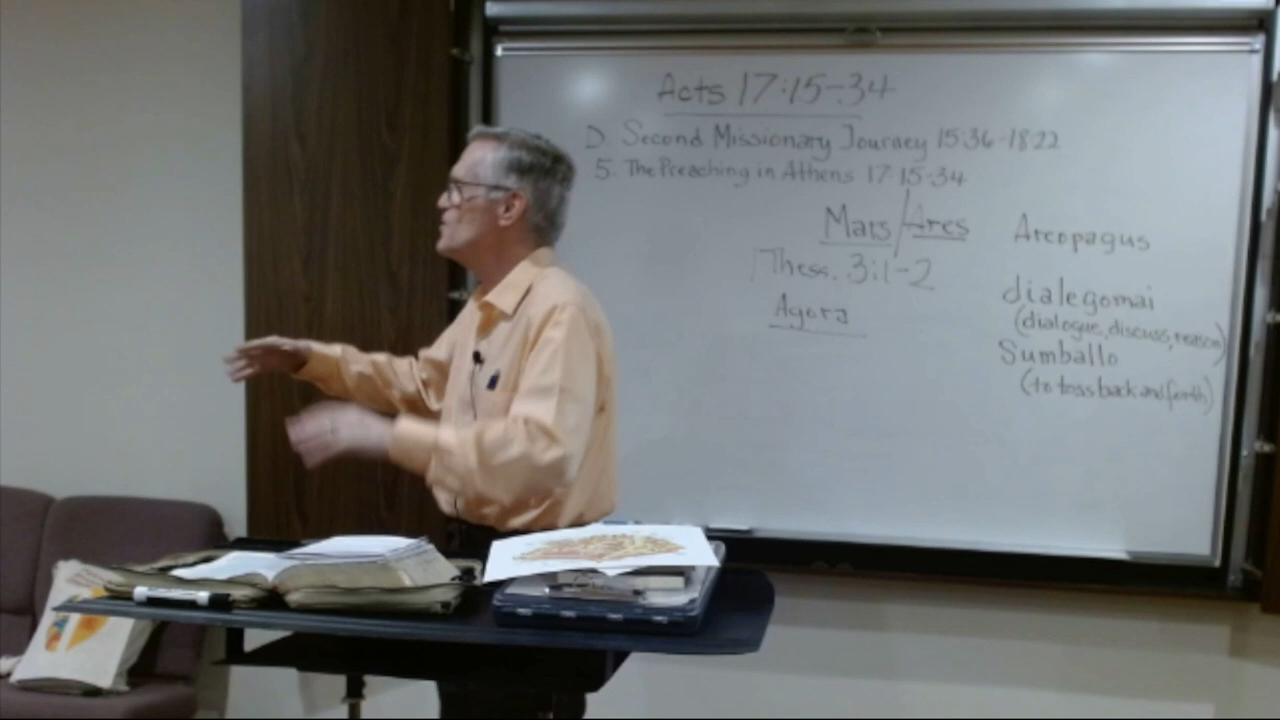 Acts 17:15-34
D. Second Missionary Journey 15:36-18:22
5. The Preaching in Athens 17:15-34
Mars/Ares
Areopagus
Thess. 3:1-2
Agora
dialegomai
(dialogue, discuss, reason)
Sumballo
(to toss back and forth)